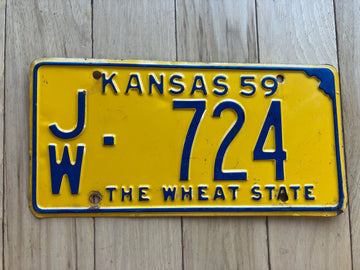 KANSAS 59
JW · 724
THE WHEAT STATE